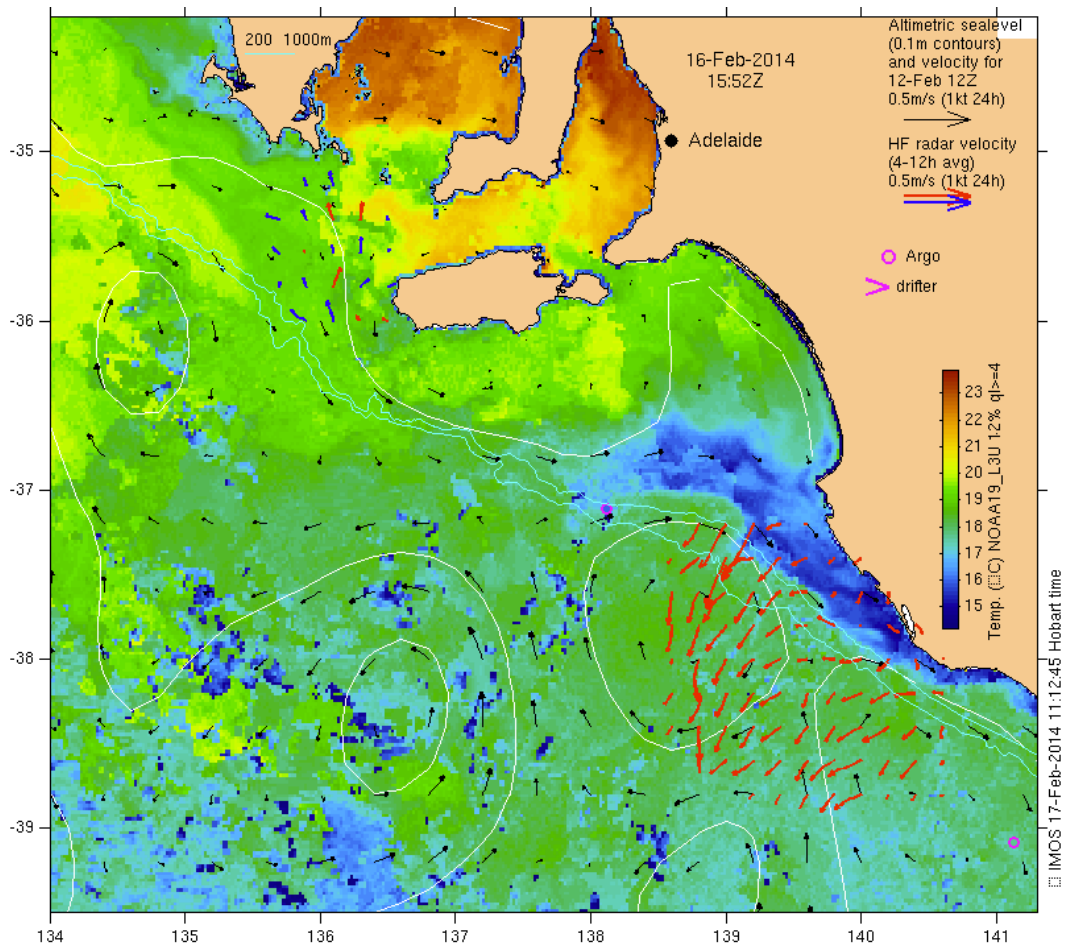 200 1000m
16-Feb-2014
15:52Z
Altimetric sealevel
(0.1m contours)
and velocity for
12-Feb 12Z
0.5m/s (1kt 24h)
Adelaide
HF radar velocity
(4-12h avg)
0.5m/s (1kt 24h)
Argo
drifter
-35
-36
-37
-38
-39
23
22
21
20
19
18
17
16
15
Temp. (□C) NOAA19_L3U 12% ql>=4
134
135
136
137
138
139
140
141
□ IMOS 17-Feb-2014 11:12:45 Hobart time